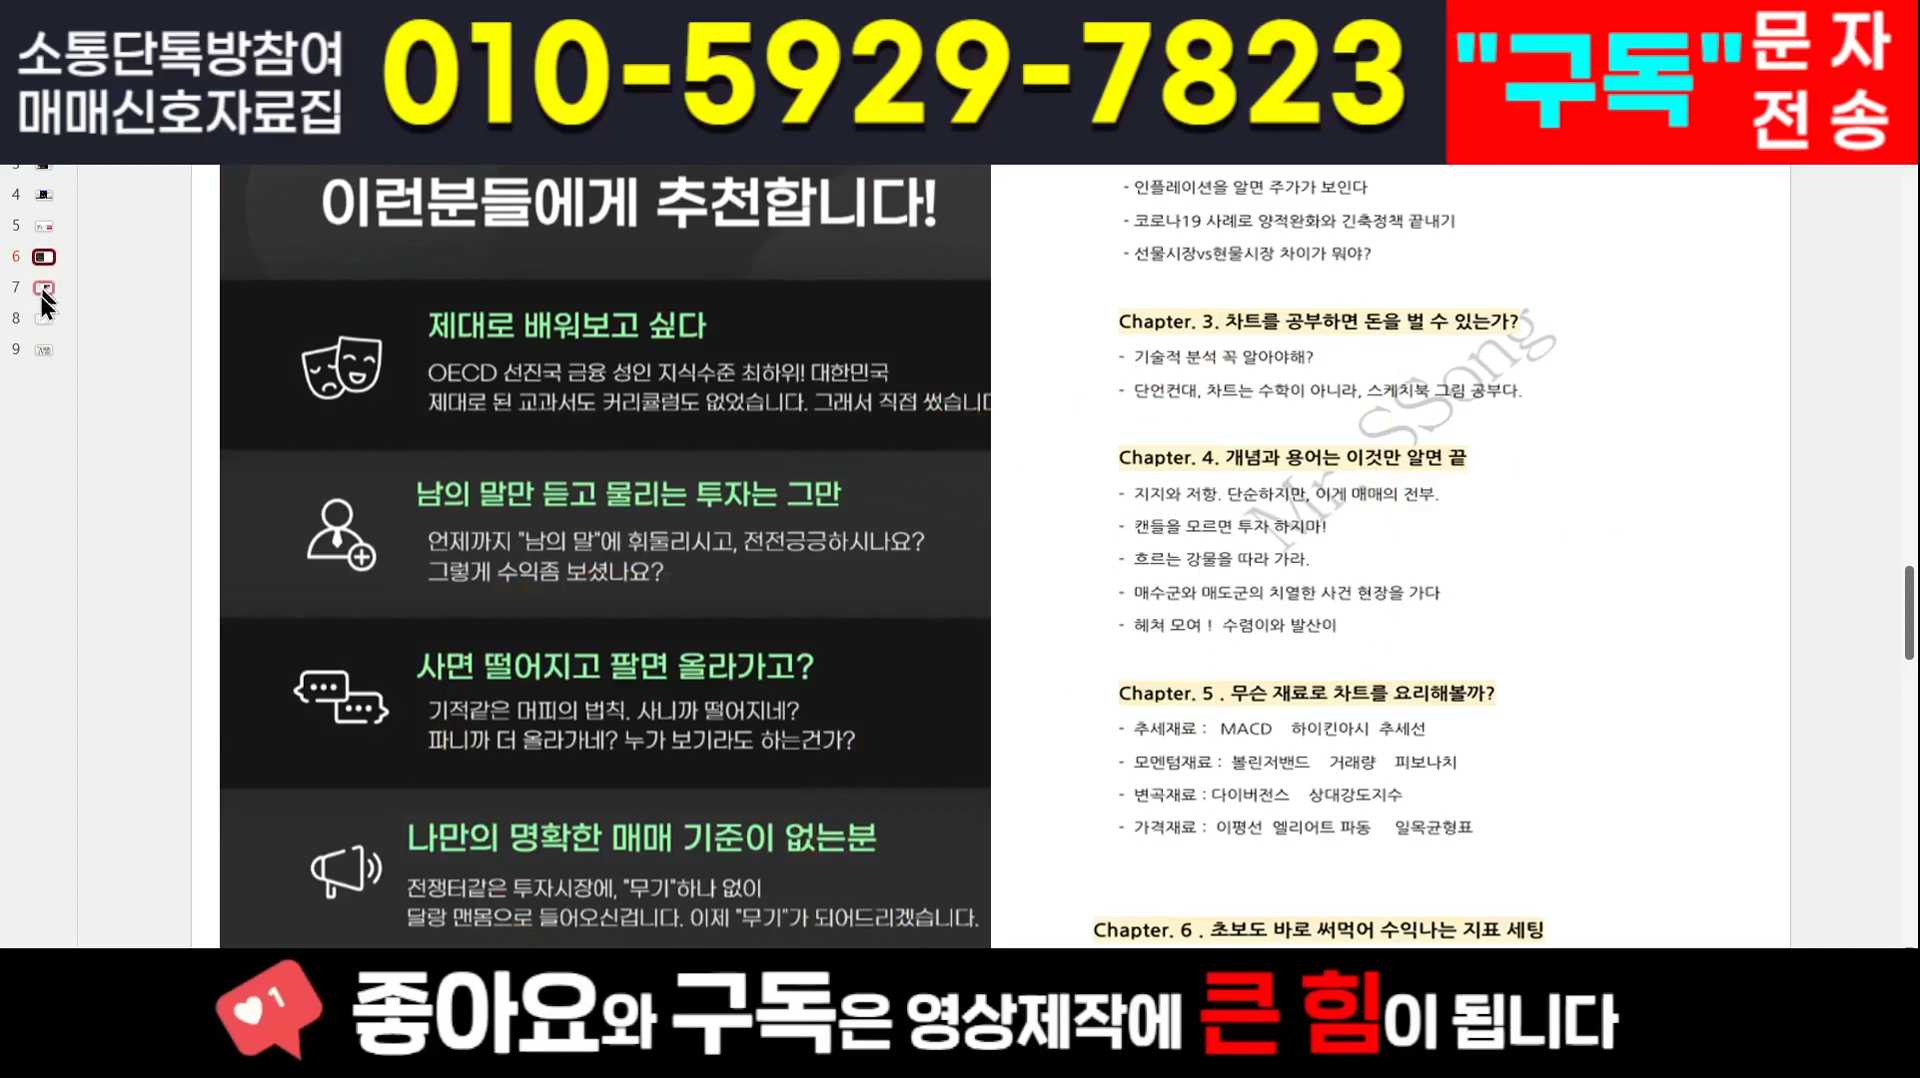 소통단톡방참여
매매신호자료집
010-5929-7823
"구독"
문자
전송
4
5
6
7
8
9
이런분들에게 추천합니다!
제대로 배워보고 싶다
OECD 선진국 금융 성인 지식수준 최하위! 대한민국
제대로 된 교과서도 커리큘럼도 없었습니다. 그래서 직접 썼습니다
남의 말만 듣고 물리는 투자는 그만
언제까지 "남의 말"에 휘둘리시고, 전전긍긍하시나요?
그렇게 수익좀 보셨나요?
사면 떨어지고 팔면 올라가고?
기적같은 머피의 법칙. 사니까 떨어지네?
파니까 더 올라가네? 누가 보기라도 하는건가?
나만의 명확한 매매 기준이 없는분
전쟁터같은 투자시장에, "무기"하나 없이
달랑 맨몸으로 들어오신겁니다. 이제 "무기"가 되어드리겠습니다.
- 인플레이션을 알면 주가가 보인다
- 코로나19 사례로 양적완화와 긴축정책 끝내기
- 선물시장vs현물시장 차이가 뭐야?
Chapter. 3. 차트를 공부하면 돈을 벌 수 있는가?
- 기술적 분석 꼭 알아야해?
- 단언컨대, 차트는 수학이 아니라, 스케치북 그림 공부다.
Chapter. 4. 개념과 용어는 이것만 알면 끝
- 지지와 저항. 단순하지만, 이게 매매의 전부.
- 캔들을 모르면 투자 하지마!
- 흐르는 강물을 따라 가라.
- 매수군와 매도군의 치열한 사건 현장을 가다
- 헤쳐 모여 ! 수렴이와 발산이
Chapter. 5 . 무슨 재료로 차트를 요리해볼까?
- 추세재료 : MACD 하이킨아시 추세선
- 모멘텀재료 : 볼린저밴드 거래량 피보나치
- 변곡재료 : 다이버전스 상대강도지수
- 가격재료 : 이평선 엘리어트 파동 일목균형표
Chapter. 6 . 초보도 바로 써먹어 수익나는 지표 세팅
Mr. SSong
1
좋아요와 구독은 영상제작에 큰 힘이 됩니다